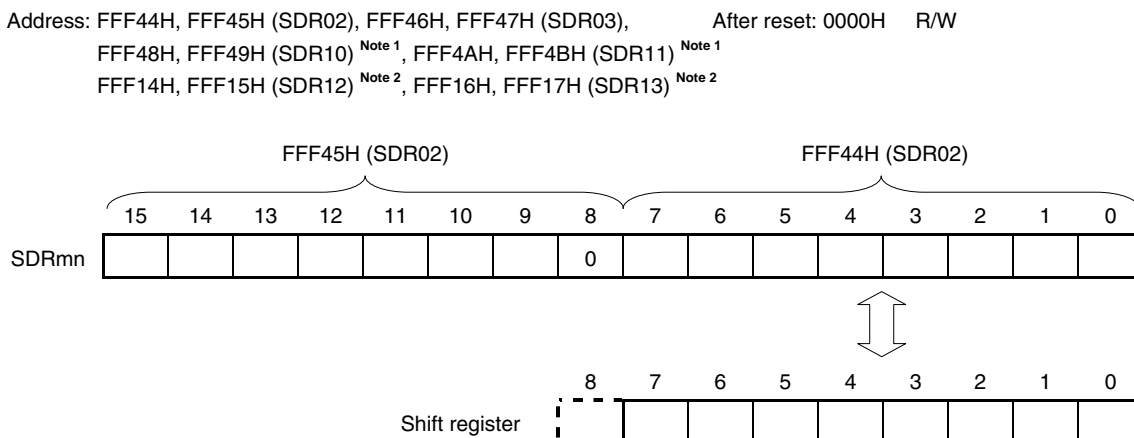 Address: FFF44H, FFF45H (SDR02), FFF46H, FFF47H (SDR03), After reset: 0000H R/W
FFF48H, FFF49H (SDR10) Note 1, FFF4AH, FFF4BH (SDR11) Note 1
FFF14H, FFF15H (SDR12) Note 2, FFF16H, FFF17H (SDR13) Note 2
FFF45H (SDR02) FFF44H (SDR02)
15 14 13 12 11 10 9 8 7 6 5 4 3 2 1 0
SDRmn 0
8 7 6 5 4 3 2 1 0
Shift register